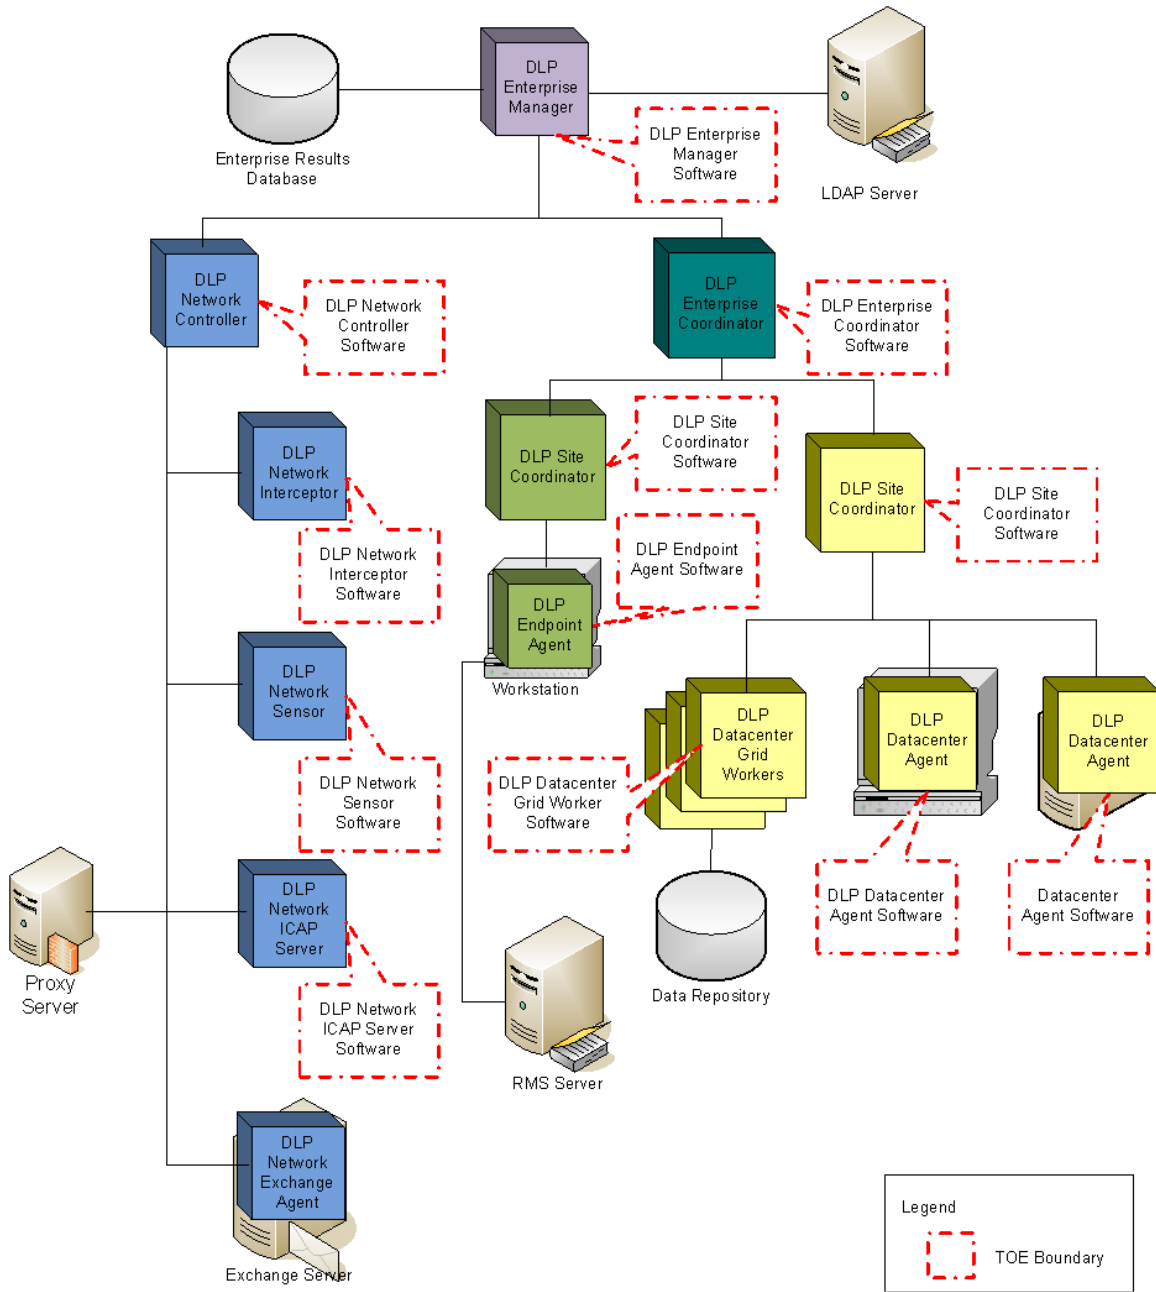 DLP
Enterprise
Manager
Enterprise Results
Database
DLP Enterprise
Manager
Software
LDAP Server
DLP
Network
Controller
DLP Network
Controller
Software
DLP
Enterprise
Coordinator
DLP Enterprise
Coordinator
Software
DLP
Network
Interceptor
DLP Network
Interceptor
Software
DLP Site
Coordinator
DLP Site
Coordinator
Software
DLP Site
Coordinator
DLP Site
Coordinator
Software
DLP Endpoint
Agent Software
DLP
Endpoint
Agent
Workstation
DLP
Network
Sensor
DLP Network
Sensor
Software
DLP
Datacenter
Grid
Workers
DLP Datacenter
Grid Worker
Software
DLP
Datacenter
Agent
DLP
Datacenter
Agent
DLP Datacenter
Agent Software
Datacenter
Agent Software
Data Repository
Proxy
Server
DLP
Network
ICAP
Server
DLP Network
ICAP Server
Software
RMS Server
DLP
Network
Exchange
Agent
Exchange Server
Legend
TOE Boundary